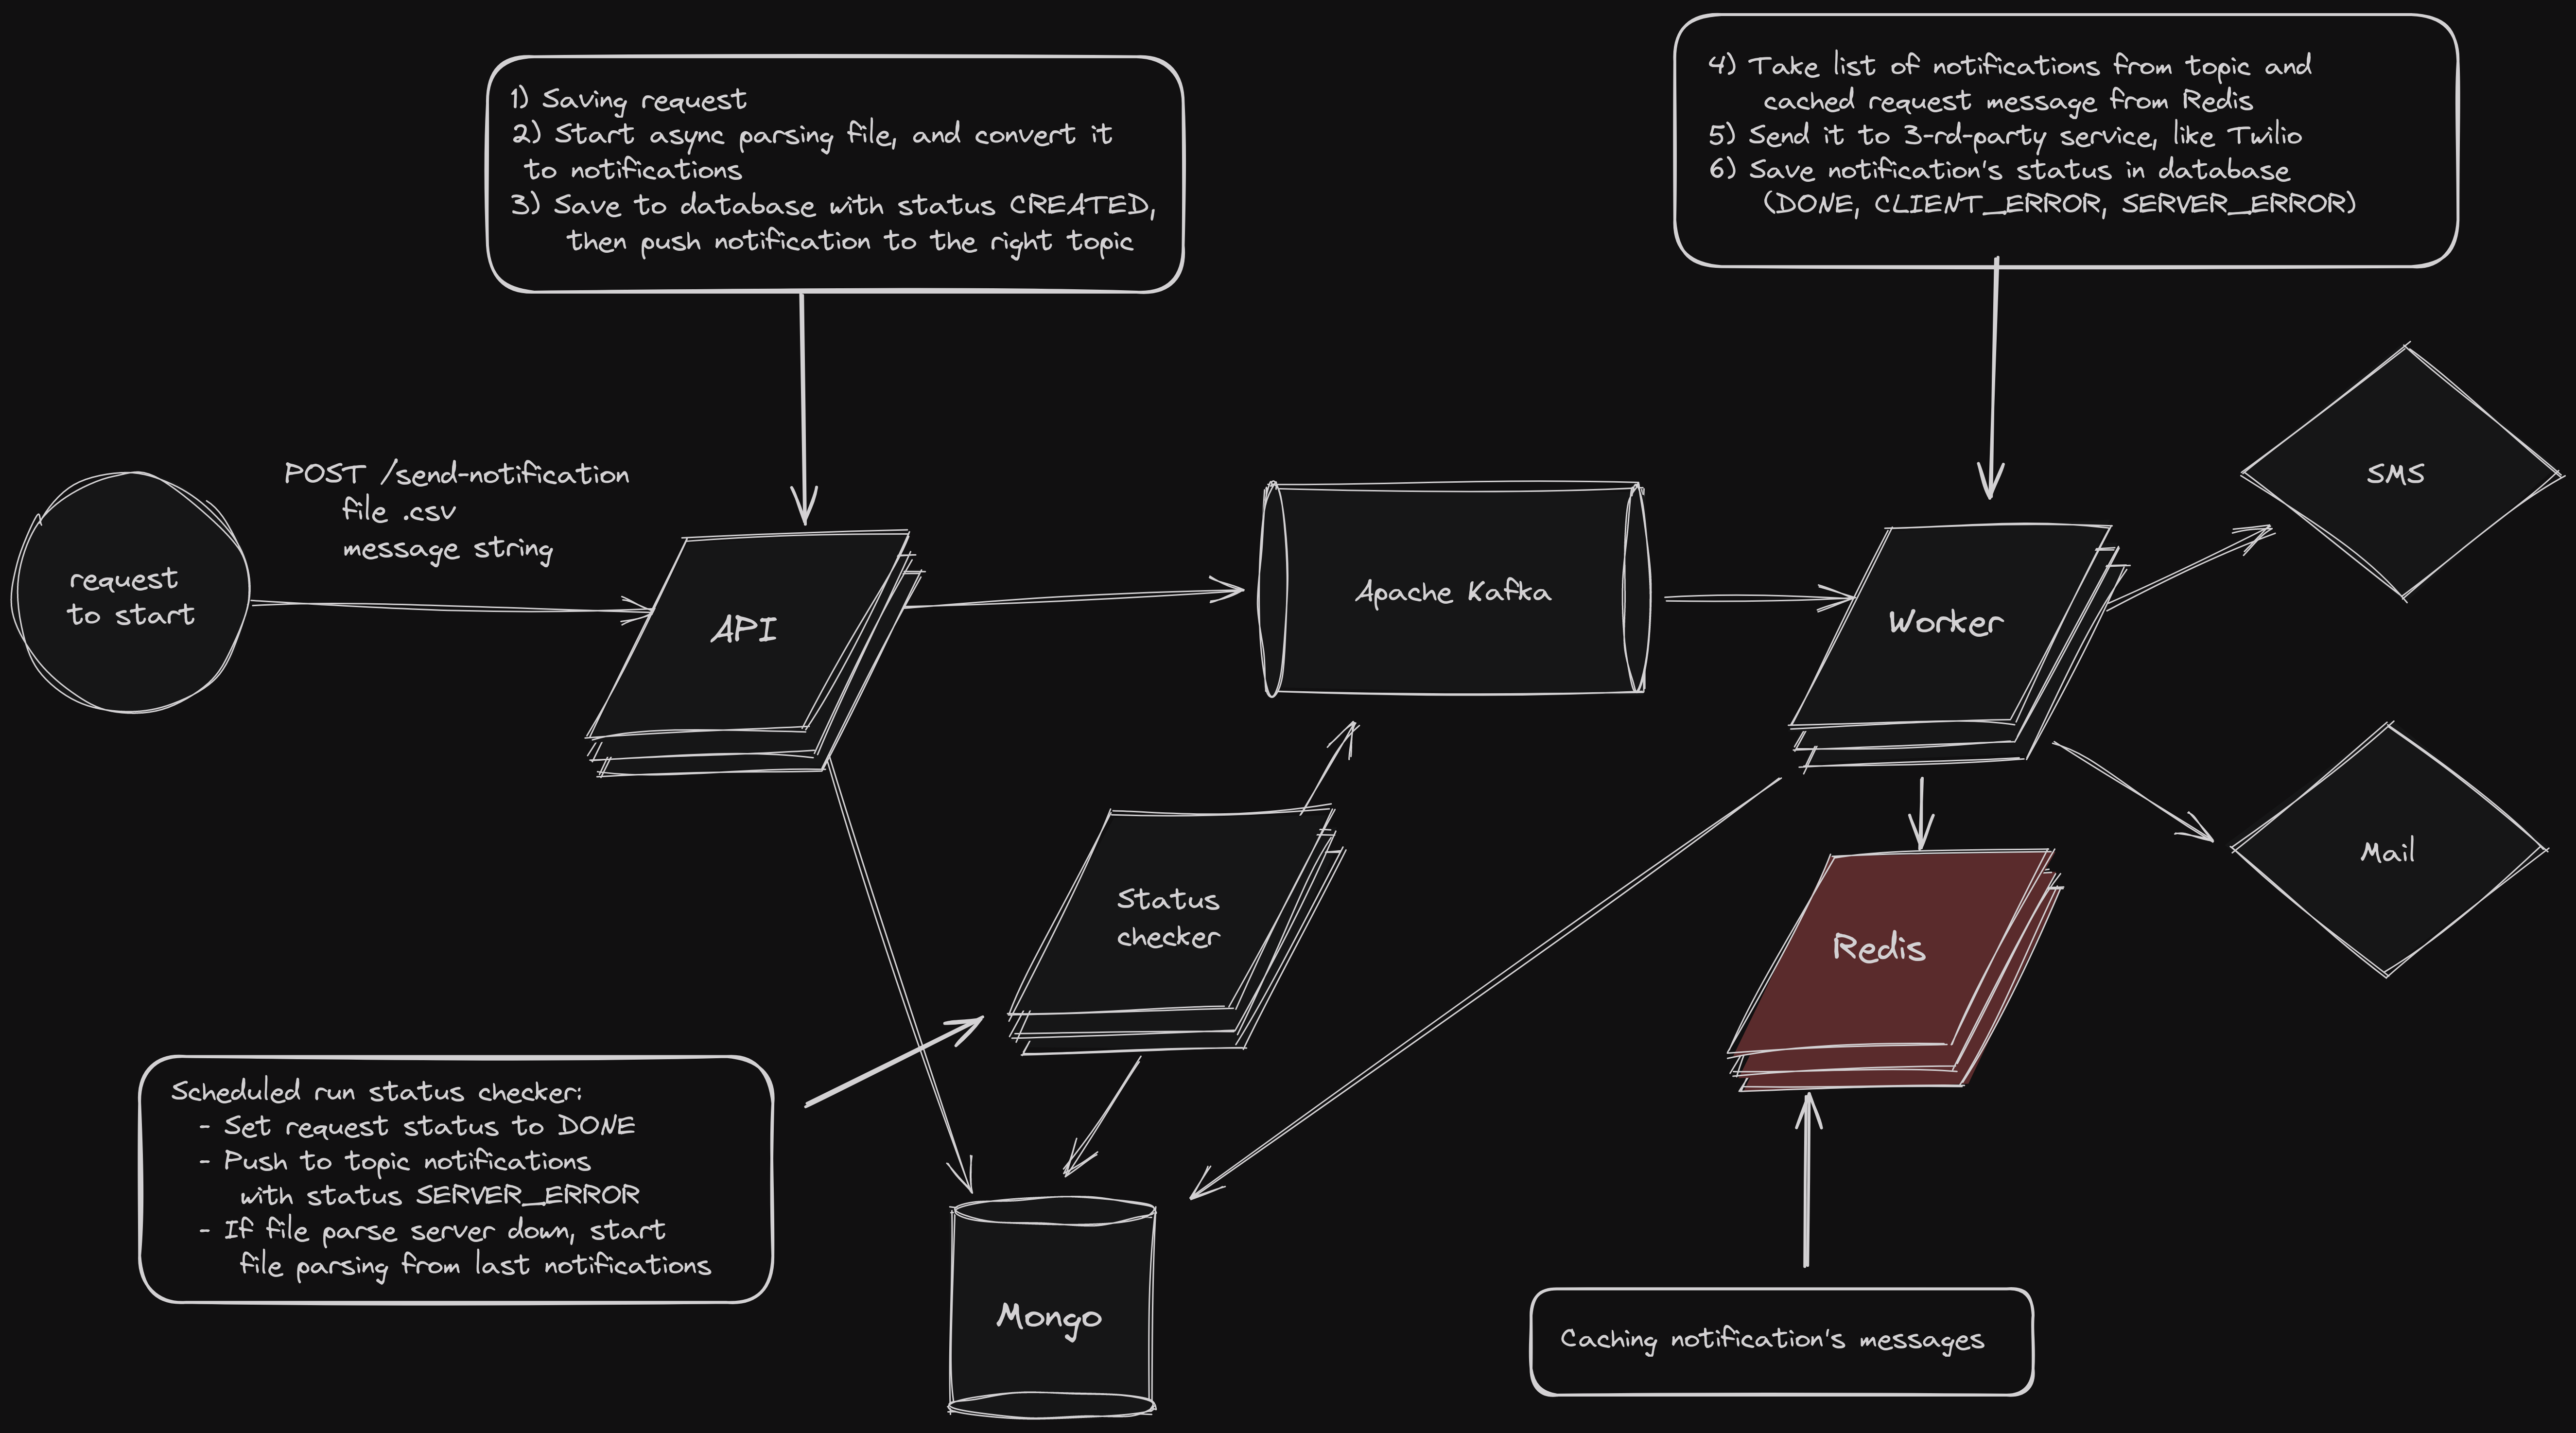 1) Saving request
2) Start async parsing file, and convert it
to notifications
3) Save to database with status CREATED,
then push notification to the right topic
4) Take list of notifications from topic and
cached request message from Redis
5) Send it to 3-rd-party service, like Twilio
6) Save notification's status in database
(DONE, CLIENT_ERROR, SERVER_ERROR)
request
to start
POST /send-notification
file .csv
message string
API
Apache Kafka
Worker
SMS
Mail
Status
checker
Redis
Scheduled run status checker:
- Set request status to DONE
- Push to topic notifications
with status SERVER_ERROR
- If file parse server down, start
file parsing from last notifications
Mongo
Caching notification's messages